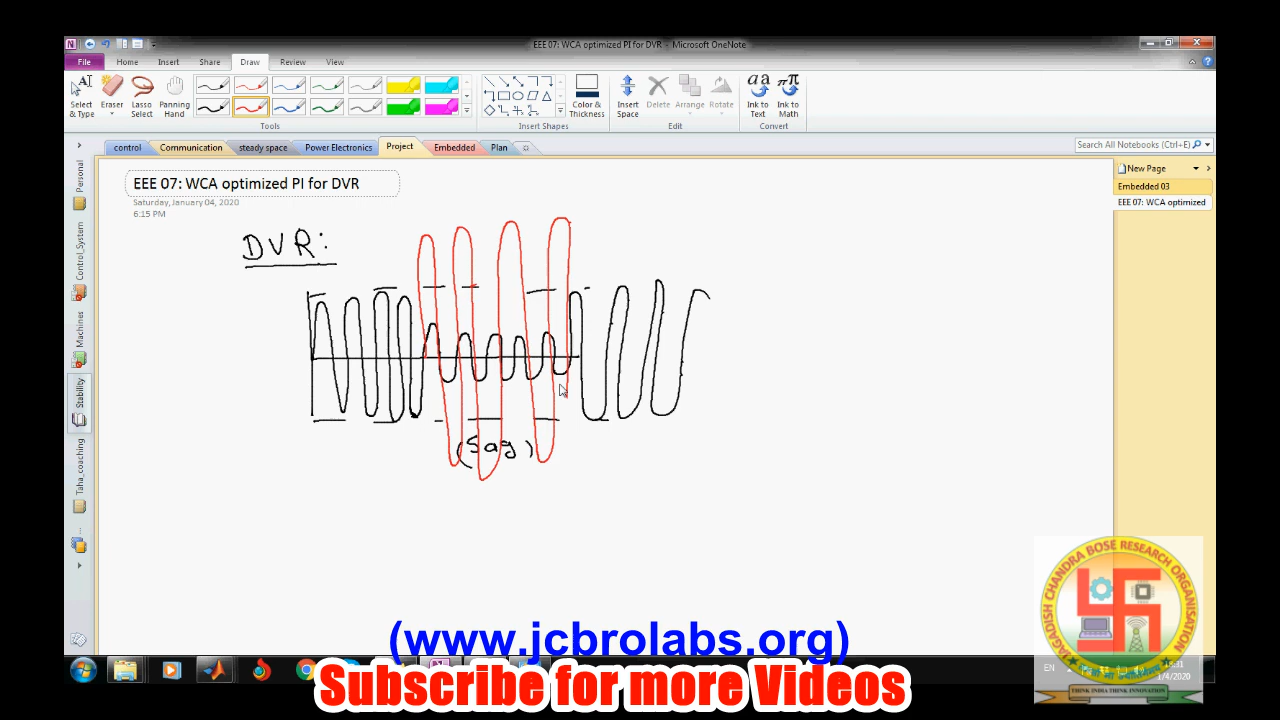 EEE 07: WCA optimized PI for DVR - Microsoft OneNote
File Home Insert Share Draw Review View
Select & Type
Eraser
Lasso Select
Panning Hand
Color & Thickness
Insert Space
Delete
Arrange
Rotate
Ink to Text
Ink to Math
Tools
Insert Shapes
Edit
Convert
control Communication steady space Power Electronics Project Embedded Plan
Search All Notebooks (Ctrl+E)
Personal
Control_System
Machines
Stability
Taha_coaching
New Page
Embedded 03
EEE 07: WCA optimized
EEE 07: WCA optimized PI for DVR
Saturday, January 04, 2020
6:15 PM
DVR:
(Sag)
JAGADISH CHANDRA BOSE RESEARCH ORGANISATION
THINK INDIA THINK INNOVATION
(www.jcbrolabs.org)
Subscribe for more Videos
EN
1/4/2020